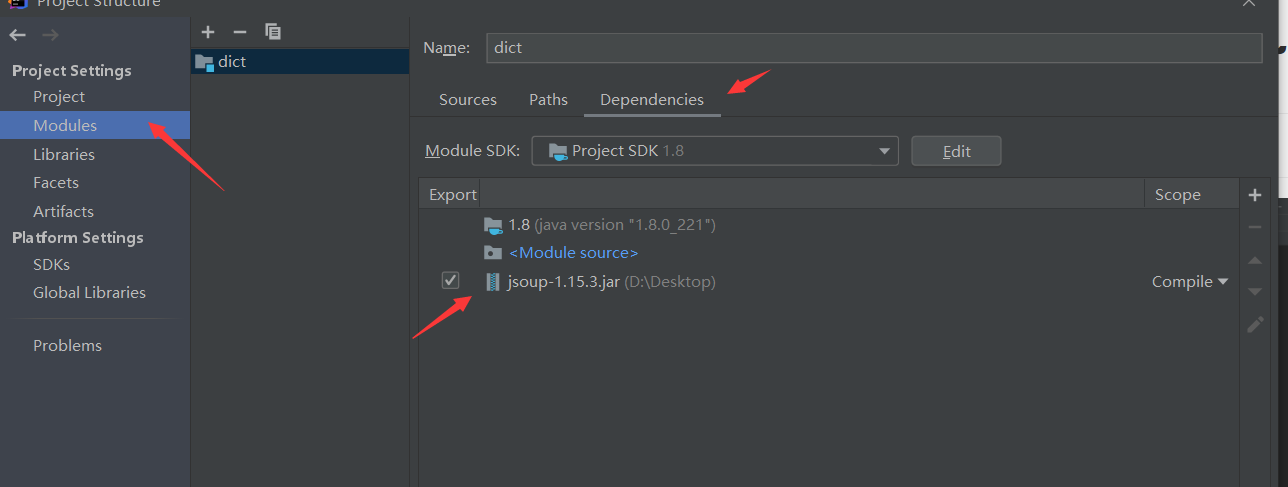 Project Structure
Project Settings
Project
Modules
Libraries
Facets
Artifacts
Platform Settings
SDKs
Global Libraries
Problems
dict
Name: dict
Sources Paths Dependencies
Module SDK: Project SDK 1.8 Edit
Export Scope
1.8 (java version "1.8.0_221")
<Module source>
jsoup-1.15.3.jar (D:\Desktop) Compile